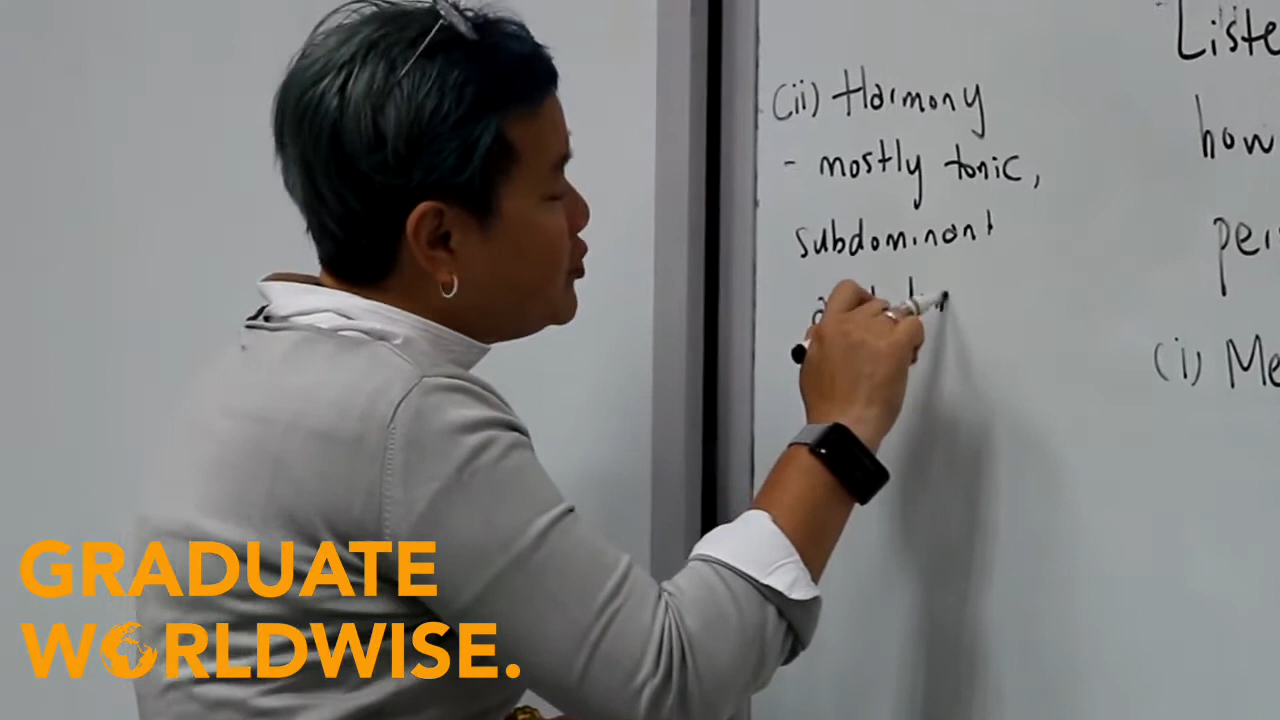 (ii) Harmony
- mostly tonic,
subdominant
Liste
how
per
(i) Me
GRADUATE
WORLDWISE.